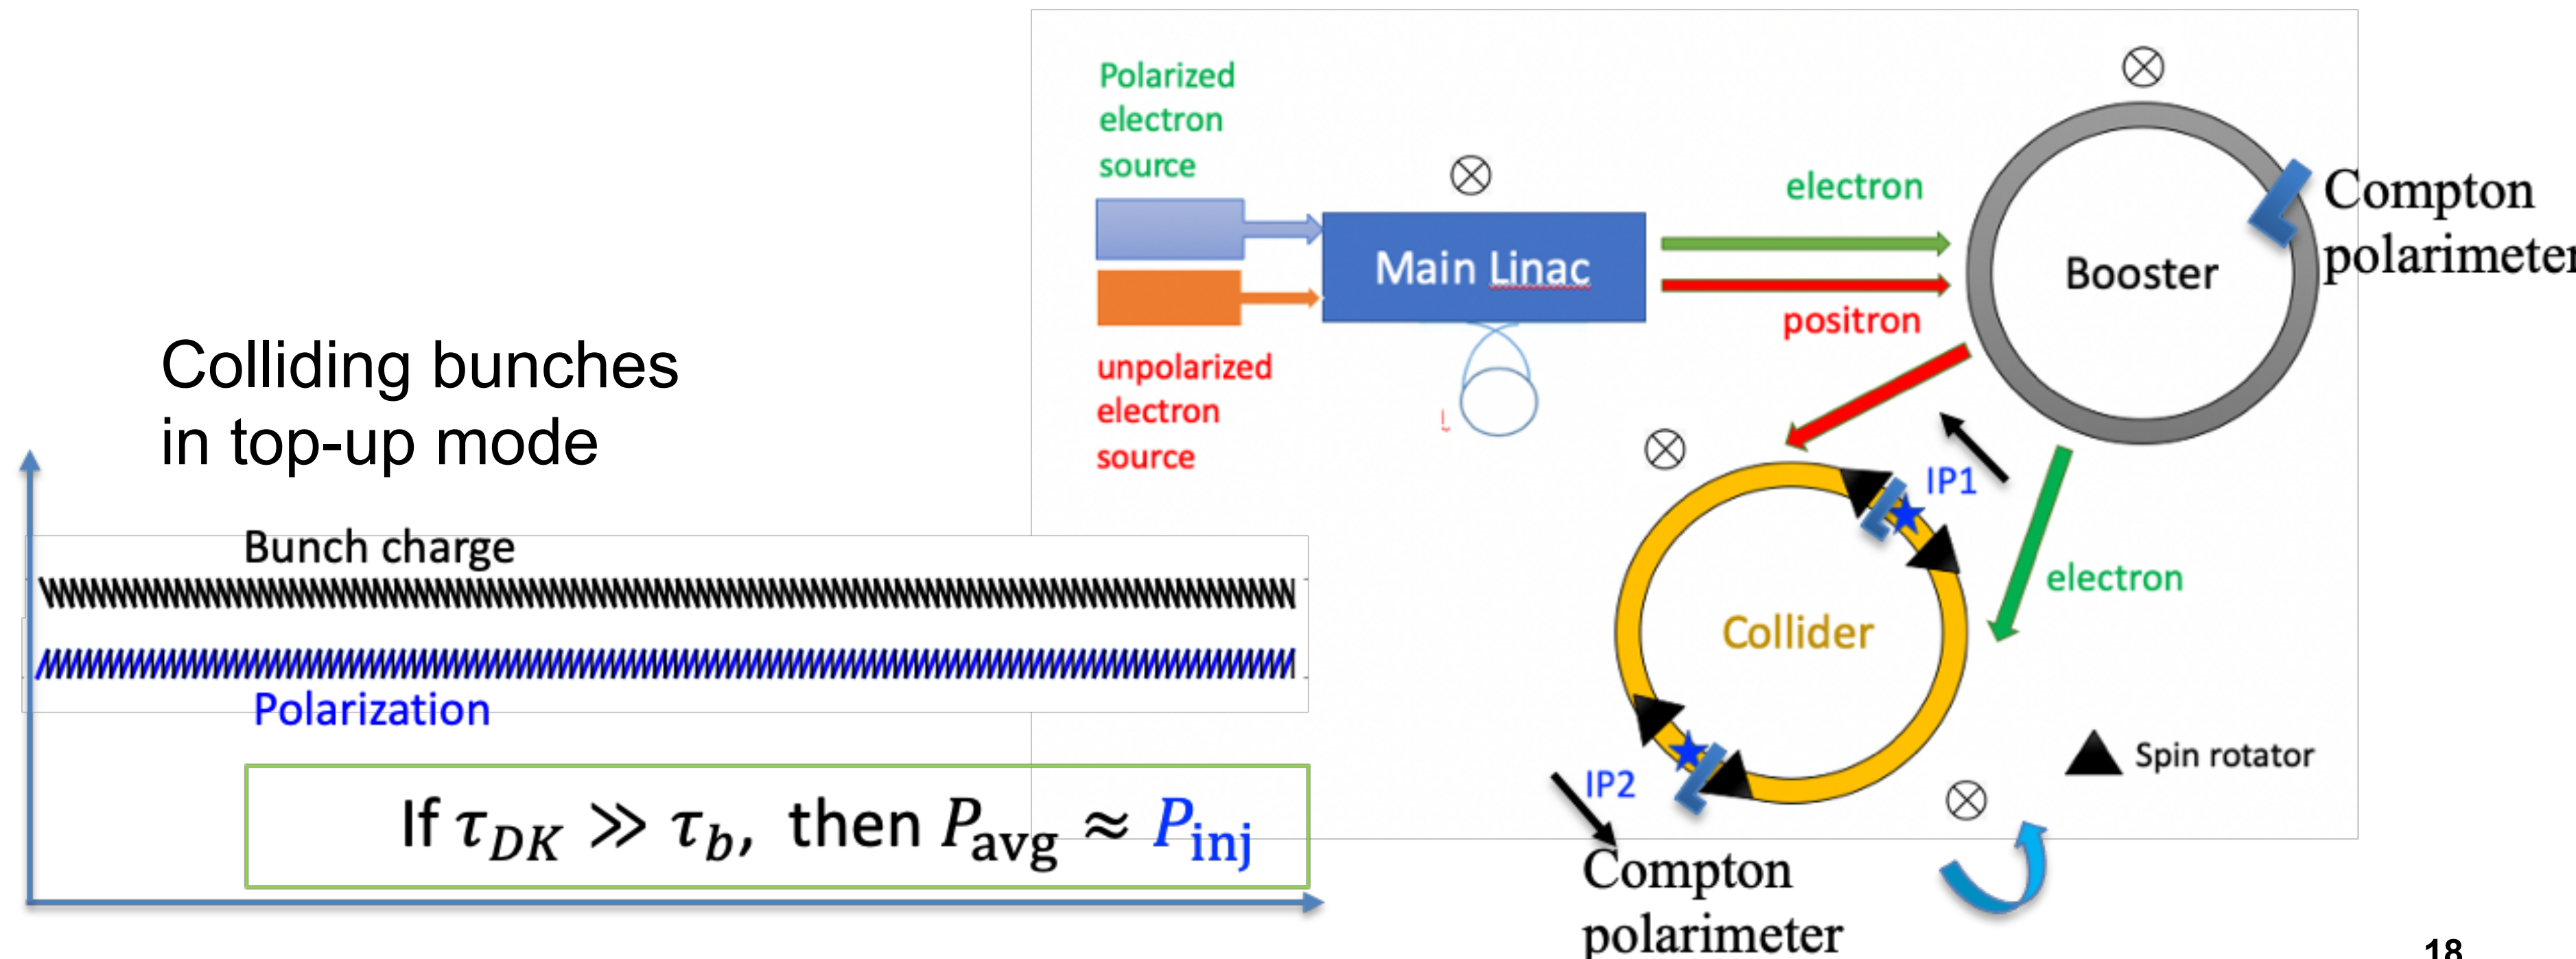 Colliding bunches
in top-up mode
Bunch charge
Polarization
If τ_DK ≫ τ_b, then P_avg ≈ P_inj
Polarized
electron
source
unpolarized
electron
source
Main Linac
electron
positron
Booster
Compton
polarimeter
IP1
electron
Collider
IP2
Spin rotator
Compton
polarimeter
18